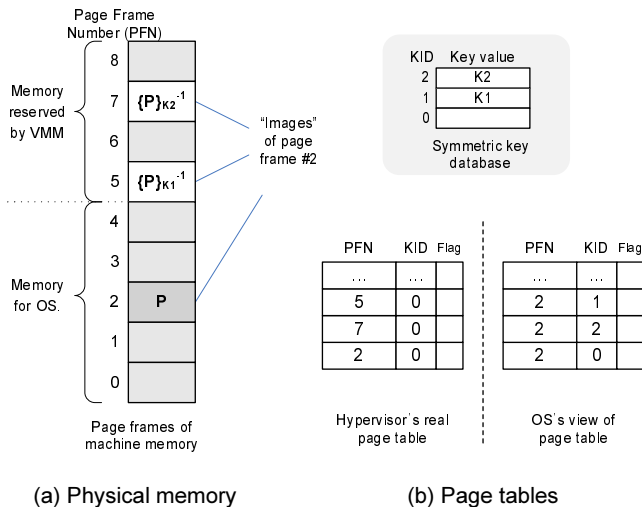 Page Frame
Number (PFN)
8
7
6
5
4
3
2
1
0
Memory
reserved
by VMM
Memory
for OS.
{P}K2-1
{P}K1-1
P
“Images”
of page
frame #2
Page frames of
machine memory
(a) Physical memory
KID Key value
2 K2
1 K1
0
Symmetric key
database
PFN KID Flag
... ...
5 0
7 0
2 0
Hypervisor's real
page table
PFN KID Flag
... ...
2 1
2 2
2 0
OS's view of
page table
(b) Page tables